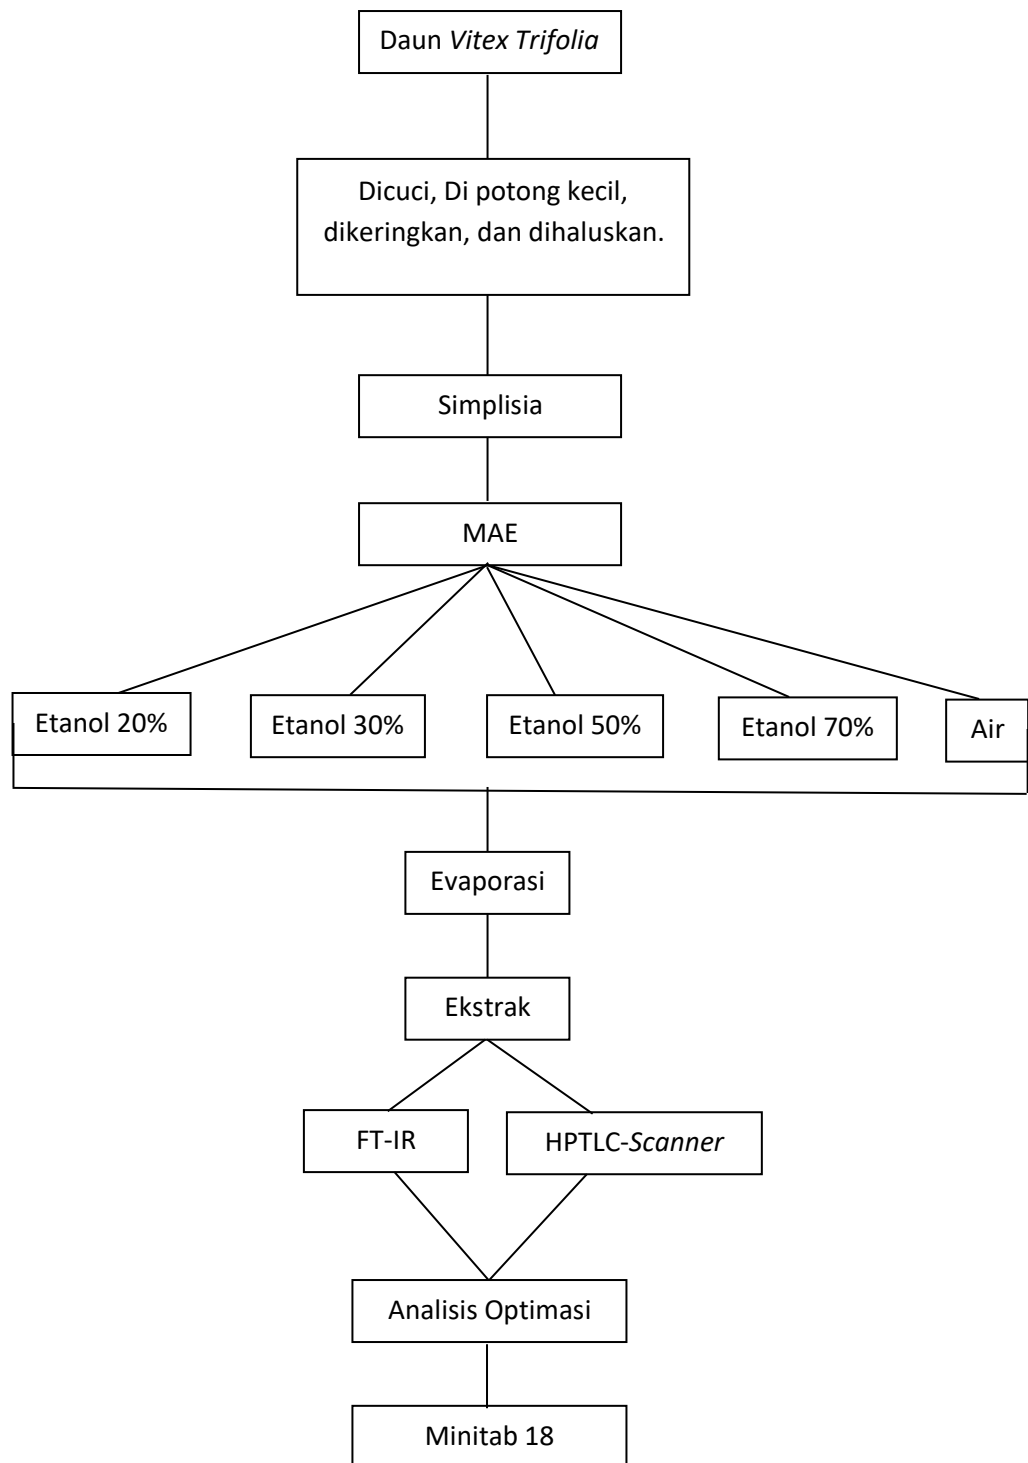 Daun Vitex Trifolia
Dicuci, Di potong kecil,
dikeringkan, dan dihaluskan.
Simplisia
MAE
Etanol 20%
Etanol 30%
Etanol 50%
Etanol 70%
Air
Evaporasi
Ekstrak
FT-IR
HPTLC-Scanner
Analisis Optimasi
Minitab 18